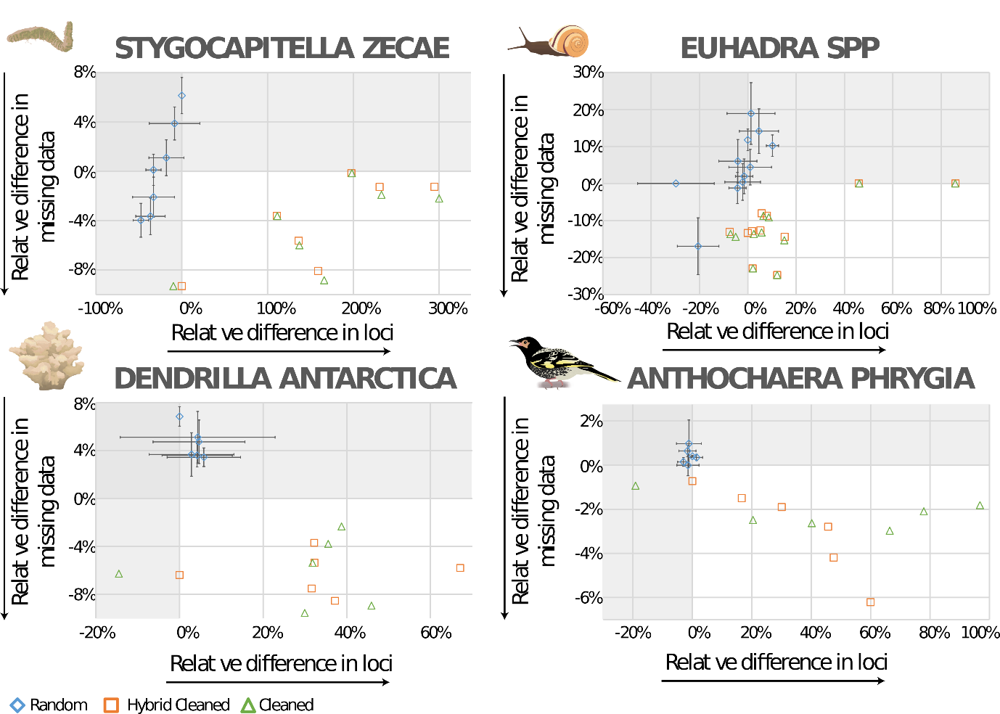 STYGOCAPITELLA ZECAE
8%
4%
0%
-4%
-8%
-100%
0%
100%
200%
300%
Relat ve difference in
missing data
Relat ve difference in loci
EUHADRA SPP
30%
20%
10%
0%
-10%
-20%
-30%
-60%
-40%
-20%
0%
20%
40%
60%
80%
100%
Relat ve difference in
missing data
Relat ve difference in loci
DENDRILLA ANTARCTICA
8%
4%
0%
-4%
-8%
-20%
0%
20%
40%
60%
Relat ve difference in
missing data
Relat ve difference in loci
ANTHOCHAERA PHRYGIA
2%
0%
-2%
-4%
-6%
-20%
0%
20%
40%
60%
80%
100%
Relat ve difference in
missing data
Relat ve difference in loci
Random
Hybrid Cleaned
Cleaned